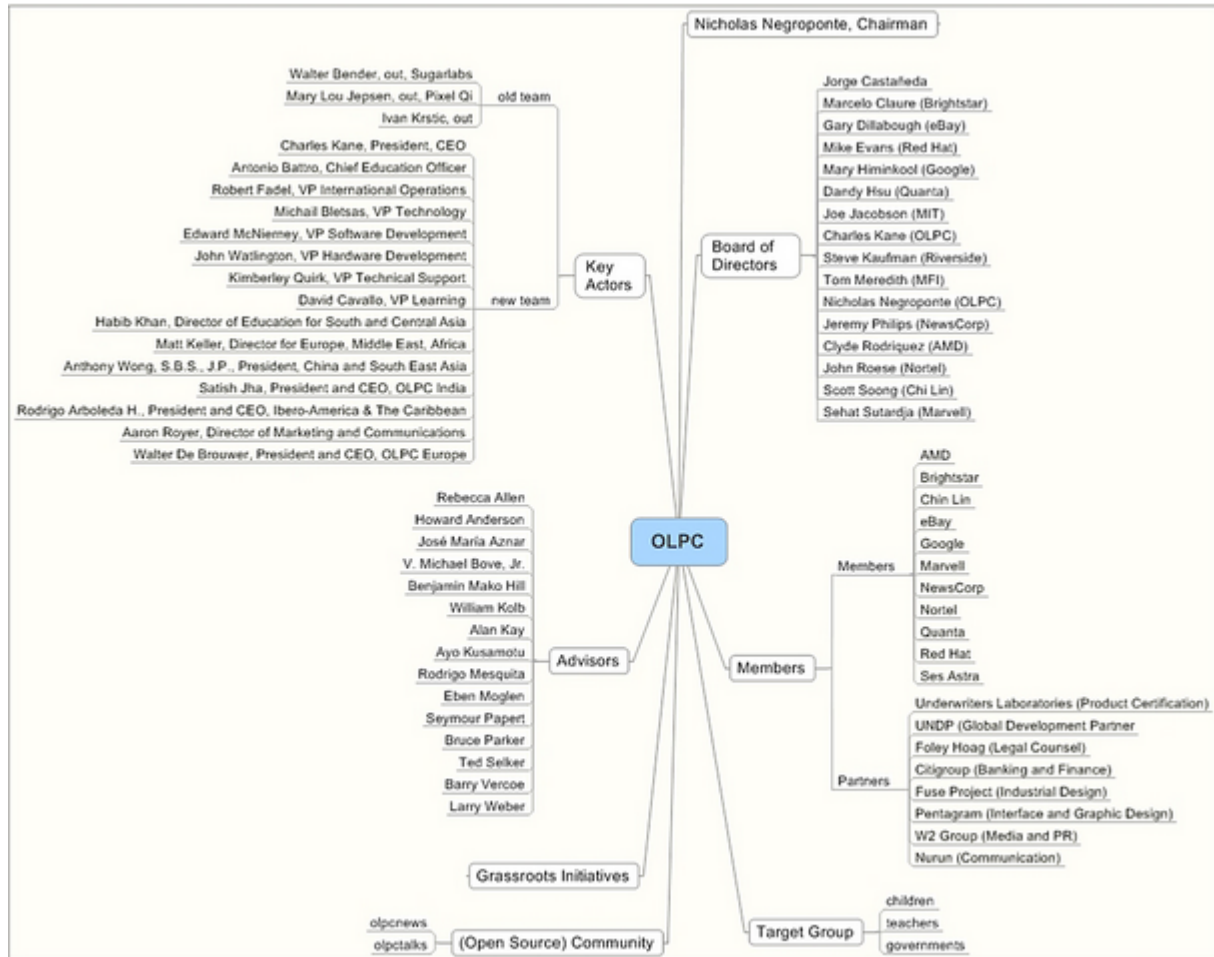 Nicholas Negroponte, Chairman
Walter Bender, out, Sugarlabs
Mary Lou Jepsen, out, Pixel Qi
Ivan Krstic, out
old team
Charles Kane, President, CEO
Antonio Battro, Chief Education Officer
Robert Fadel, VP International Operations
Michail Bletsas, VP Technology
Edward McNierney, VP Software Development
John Watlington, VP Hardware Development
Kimberley Quirk, VP Technical Support
David Cavallo, VP Learning
Habib Khan, Director of Education for South and Central Asia
Matt Keller, Director for Europe, Middle East, Africa
Anthony Wong, S.B.S., J.P., President, China and South East Asia
Satish Jha, President and CEO, OLPC India
Rodrigo Arboleda H., President and CEO, Ibero-America & The Caribbean
Aaron Royer, Director of Marketing and Communications
Walter De Brouwer, President and CEO, OLPC Europe
new team
Key
Actors
Jorge Castañeda
Marcelo Claure (Brightstar)
Gary Dillabough (eBay)
Mike Evans (Red Hat)
Mary Himinkool (Google)
Dandy Hsu (Quanta)
Joe Jacobson (MIT)
Charles Kane (OLPC)
Steve Kaufman (Riverside)
Tom Meredith (MFI)
Nicholas Negroponte (OLPC)
Jeremy Philips (NewsCorp)
Clyde Rodriquez (AMD)
John Roese (Nortel)
Scott Soong (Chi Lin)
Sehat Sutardja (Marvell)
Board of
Directors
OLPC
Rebecca Allen
Howard Anderson
José María Aznar
V. Michael Bove, Jr.
Benjamin Mako Hill
William Kolb
Alan Kay
Ayo Kusamotu
Rodrigo Mesquita
Eben Moglen
Seymour Papert
Bruce Parker
Ted Selker
Barry Vercoe
Larry Weber
Advisors
Members
Members
AMD
Brightstar
Chin Lin
eBay
Google
Marvell
NewsCorp
Nortel
Quanta
Red Hat
Ses Astra
Partners
Underwriters Laboratories (Product Certification)
UNDP (Global Development Partner
Foley Hoag (Legal Counsel)
Citigroup (Banking and Finance)
Fuse Project (Industrial Design)
Pentagram (Interface and Graphic Design)
W2 Group (Media and PR)
Nurun (Communication)
Grassroots Initiatives
olpcnews
olpctalks
(Open Source) Community
Target Group
children
teachers
governments